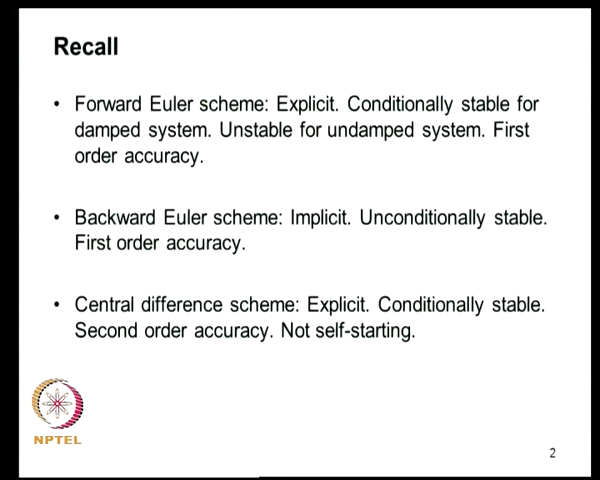 Recall
• Forward Euler scheme: Explicit. Conditionally stable for
damped system. Unstable for undamped system. First
order accuracy.
• Backward Euler scheme: Implicit. Unconditionally stable.
First order accuracy.
• Central difference scheme: Explicit. Conditionally stable.
Second order accuracy. Not self-starting.
NPTEL
2